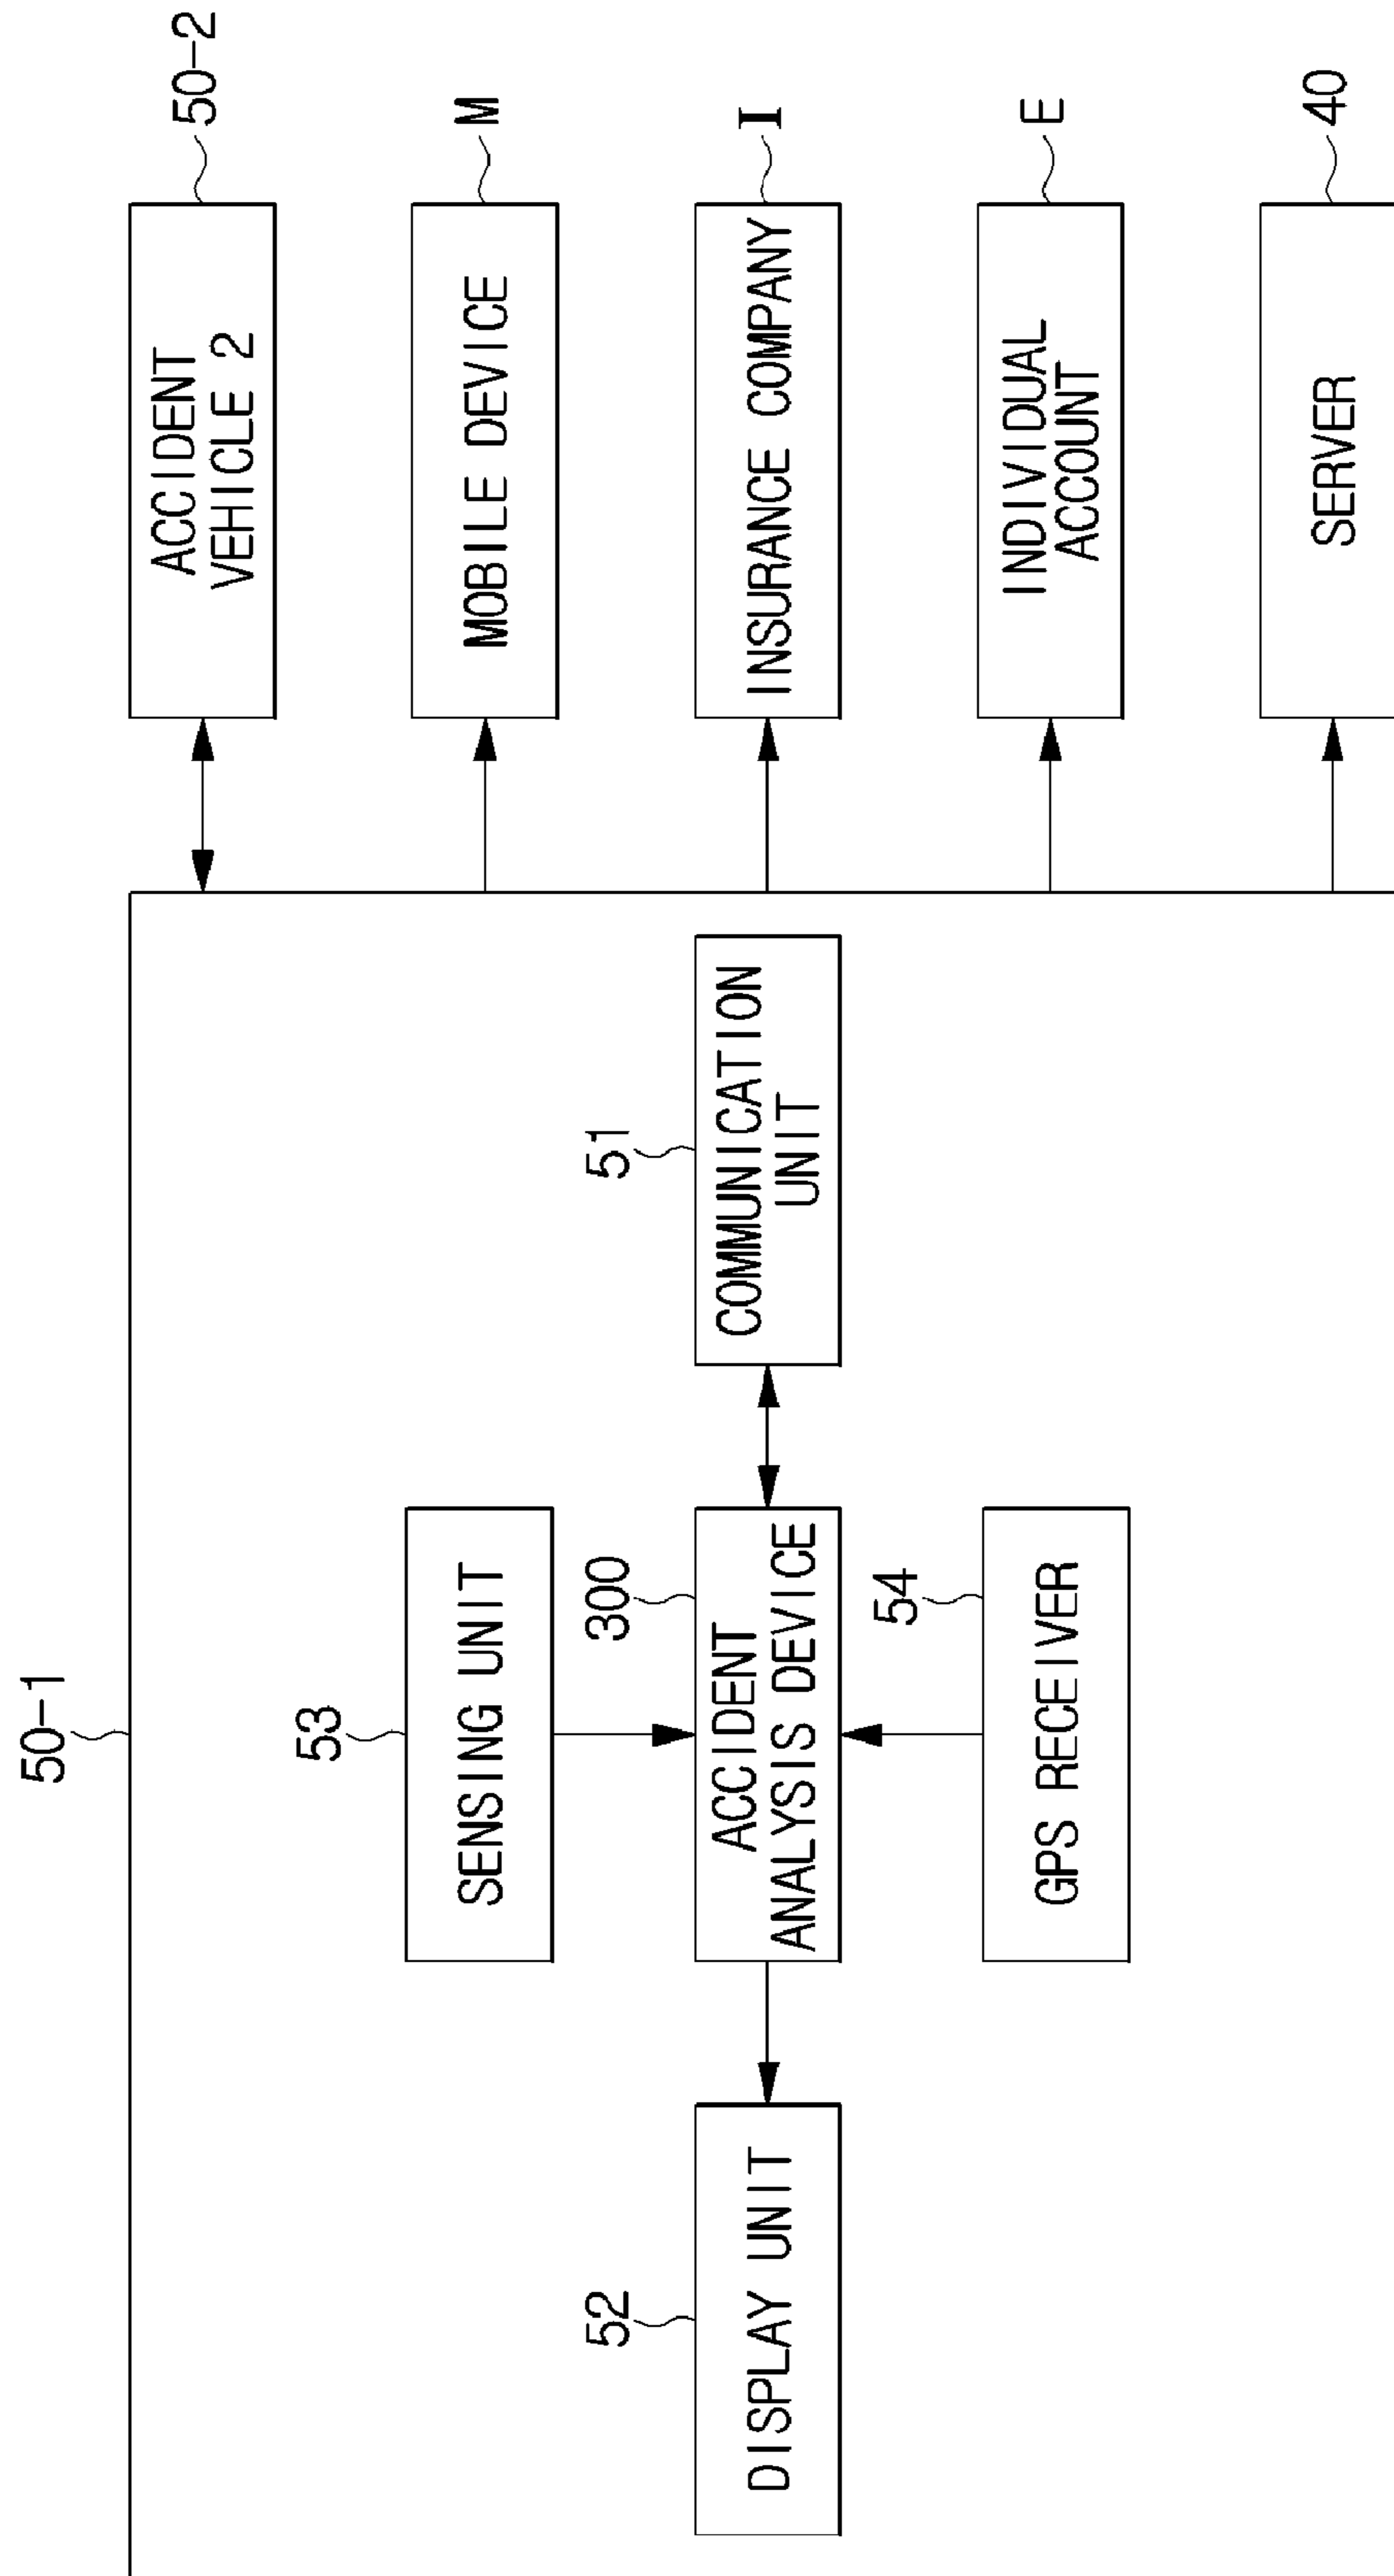 50-1
53
SENSING UNIT
52
DISPLAY UNIT
300
ACCIDENT
ANALYSIS DEVICE
51
COMMUNICATION
UNIT
54
GPS RECEIVER
ACCIDENT
VEHICLE 2
50-2
MOBILE DEVICE
M
INSURANCE COMPANY
I
INDIVIDUAL
ACCOUNT
E
SERVER
40